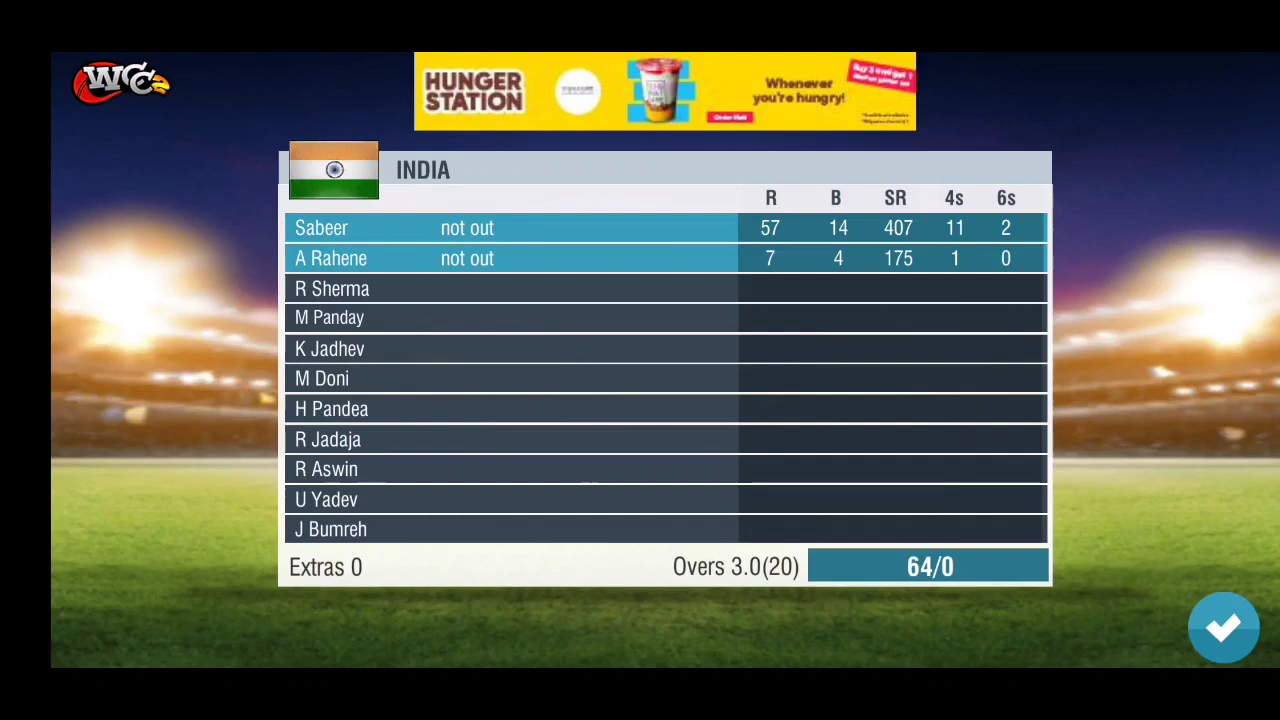 WCC
HUNGER
STATION
Whenever
you're hungry!
Order Now
INDIA
R B SR 4s 6s
Sabeer not out 57 14 407 11 2
A Rahene not out 7 4 175 1 0
R Sherma
M Panday
K Jadhev
M Doni
H Pandea
R Jadaja
R Aswin
U Yadev
J Bumreh
Extras 0 Overs 3.0(20) 64/0